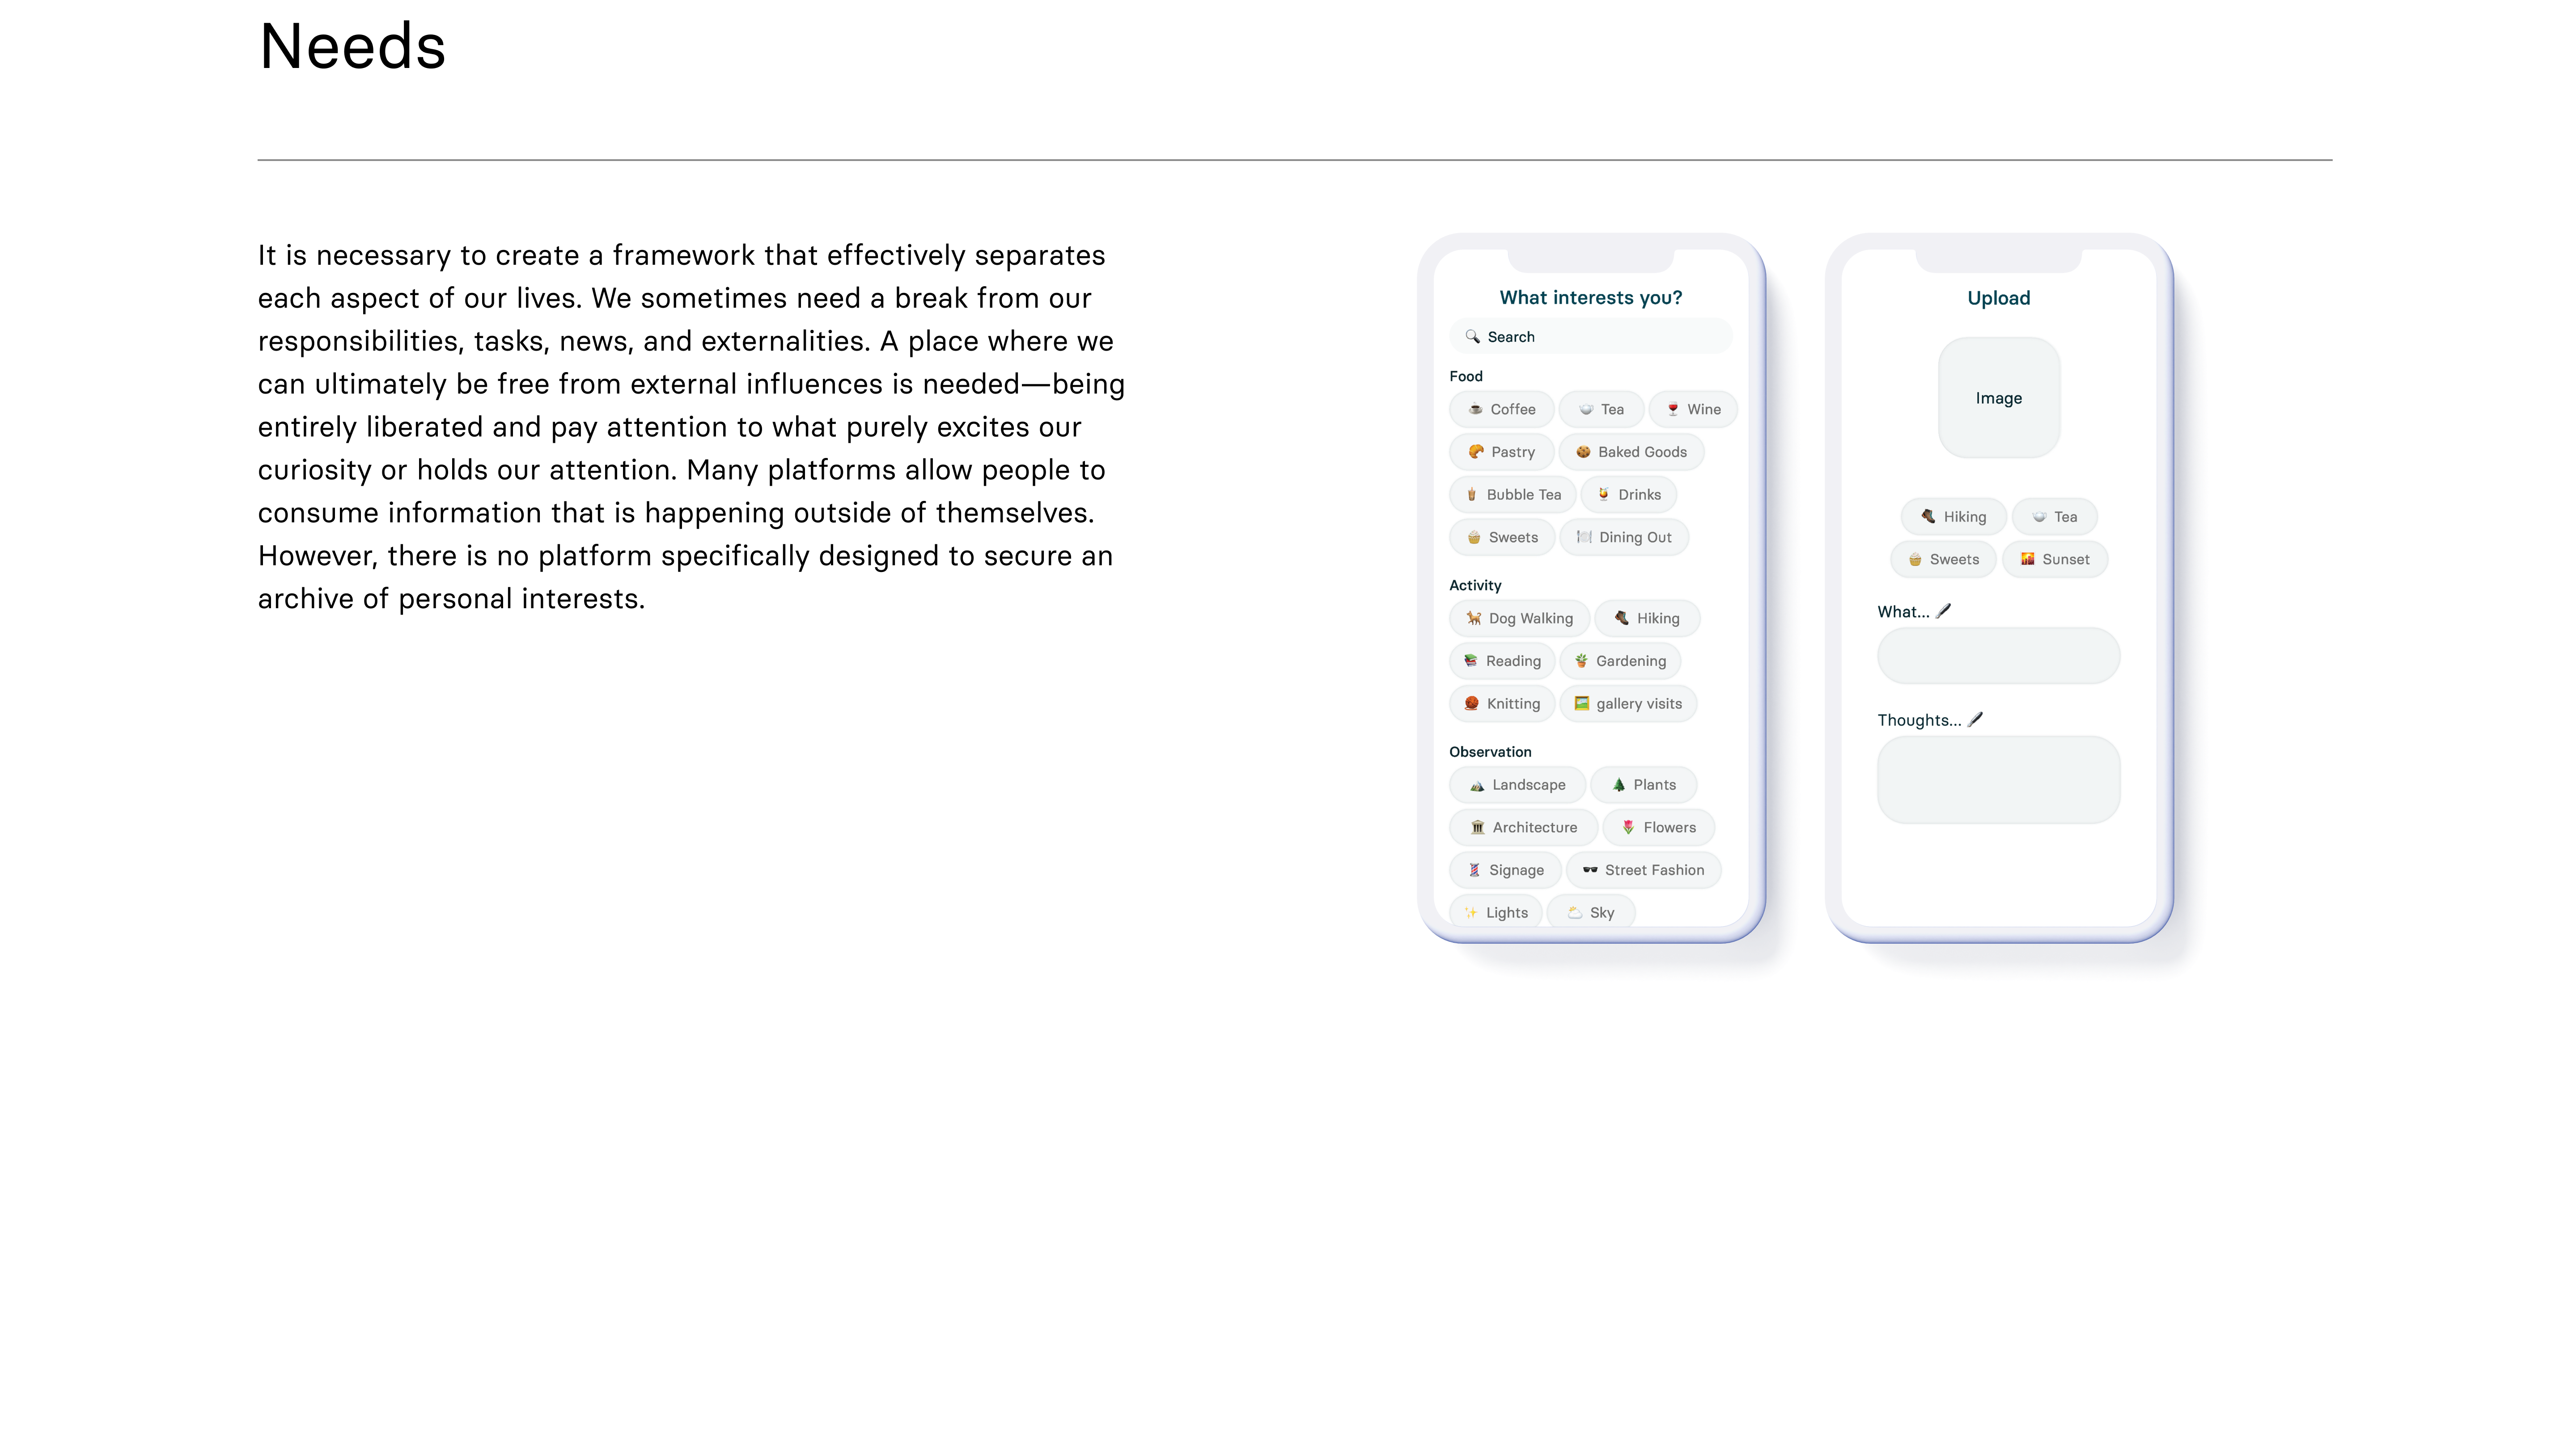 Needs
It is necessary to create a framework that effectively separates
each aspect of our lives. We sometimes need a break from our
responsibilities, tasks, news, and externalities. A place where we
can ultimately be free from external influences is needed—being
entirely liberated and pay attention to what purely excites our
curiosity or holds our attention. Many platforms allow people to
consume information that is happening outside of themselves.
However, there is no platform specifically designed to secure an
archive of personal interests.
What interests you?
Search
Food
Coffee Tea Wine
Pastry Baked Goods
Bubble Tea Drinks
Sweets Dining Out
Activity
Dog Walking Hiking
Reading Gardening
Knitting gallery visits
Observation
Landscape Plants
Architecture Flowers
Signage Street Fashion
Lights Sky
Upload
Image
Hiking Tea
Sweets Sunset
What...
Thoughts...